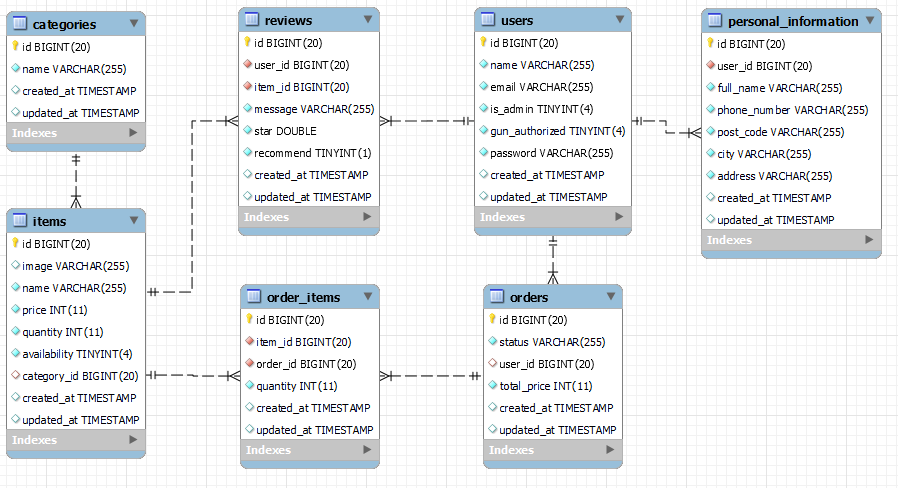 categories
id BIGINT(20)
name VARCHAR(255)
created_at TIMESTAMP
updated_at TIMESTAMP
Indexes
reviews
id BIGINT(20)
user_id BIGINT(20)
item_id BIGINT(20)
message VARCHAR(255)
star DOUBLE
recommend TINYINT(1)
created_at TIMESTAMP
updated_at TIMESTAMP
Indexes
users
id BIGINT(20)
name VARCHAR(255)
email VARCHAR(255)
is_admin TINYINT(4)
gun_authorized TINYINT(4)
password VARCHAR(255)
created_at TIMESTAMP
updated_at TIMESTAMP
Indexes
personal_information
id BIGINT(20)
user_id BIGINT(20)
full_name VARCHAR(255)
phone_number VARCHAR(255)
post_code VARCHAR(255)
city VARCHAR(255)
address VARCHAR(255)
created_at TIMESTAMP
updated_at TIMESTAMP
Indexes
items
id BIGINT(20)
image VARCHAR(255)
name VARCHAR(255)
price INT(11)
quantity INT(11)
availability TINYINT(4)
category_id BIGINT(20)
created_at TIMESTAMP
updated_at TIMESTAMP
Indexes
order_items
id BIGINT(20)
item_id BIGINT(20)
order_id BIGINT(20)
quantity INT(11)
created_at TIMESTAMP
updated_at TIMESTAMP
Indexes
orders
id BIGINT(20)
status VARCHAR(255)
user_id BIGINT(20)
total_price INT(11)
created_at TIMESTAMP
updated_at TIMESTAMP
Indexes